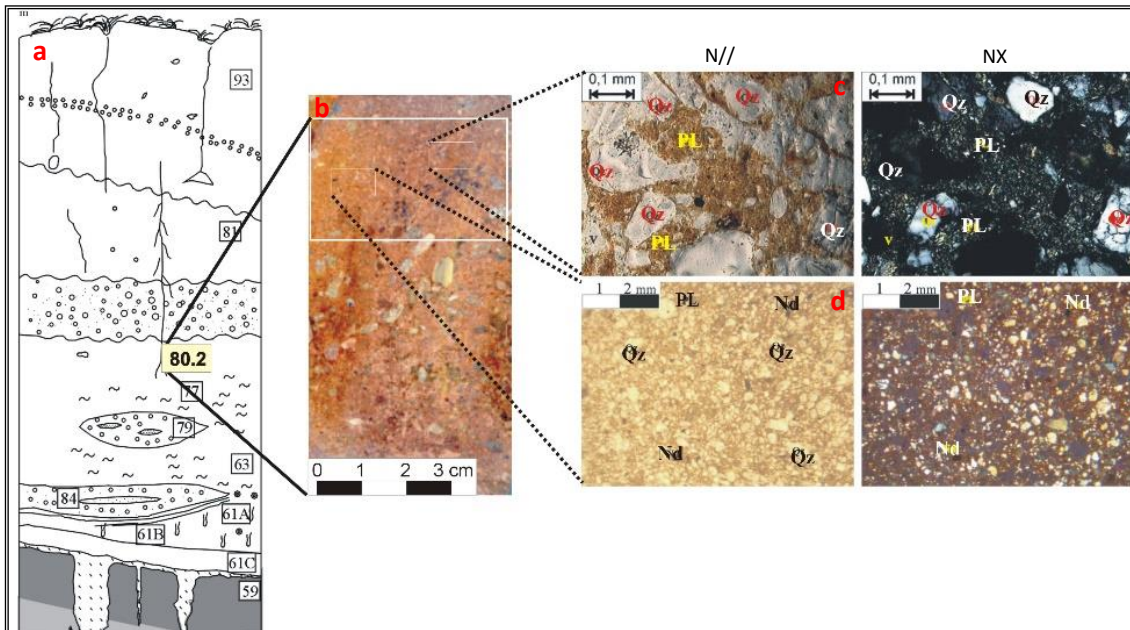 m
a
93
81
80.2
77
79
63
84
61A
61B
61C
59
b
0 1 2 3 cm
N//
NX
0,1 mm
c
Qz
Qz
PL
Qz
Qz
PL
v
Qz
0,1 mm
Qz
Qz
PL
Qz
Qz
PL
Qz
v
1 2 mm
d
PL
Nd
Qz
Qz
Nd
Qz
1 2 mm
PL
Nd
Nd